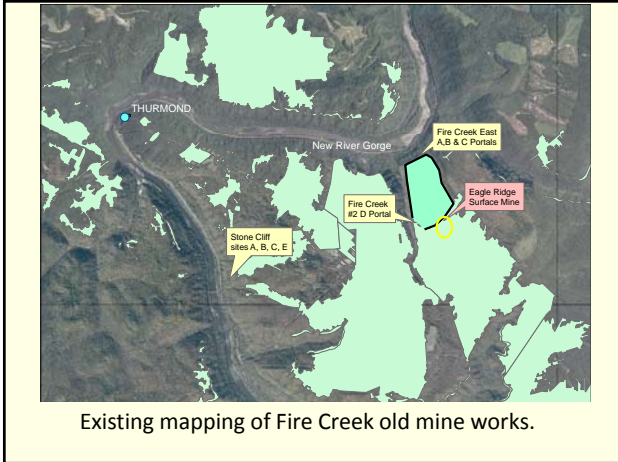 THURMOND
New River Gorge
Fire Creek East
A,B & C Portals
Eagle Ridge
Surface Mine
Fire Creek
#2 D Portal
Stone Cliff
sites A, B, C, E
Existing mapping of Fire Creek old mine works.